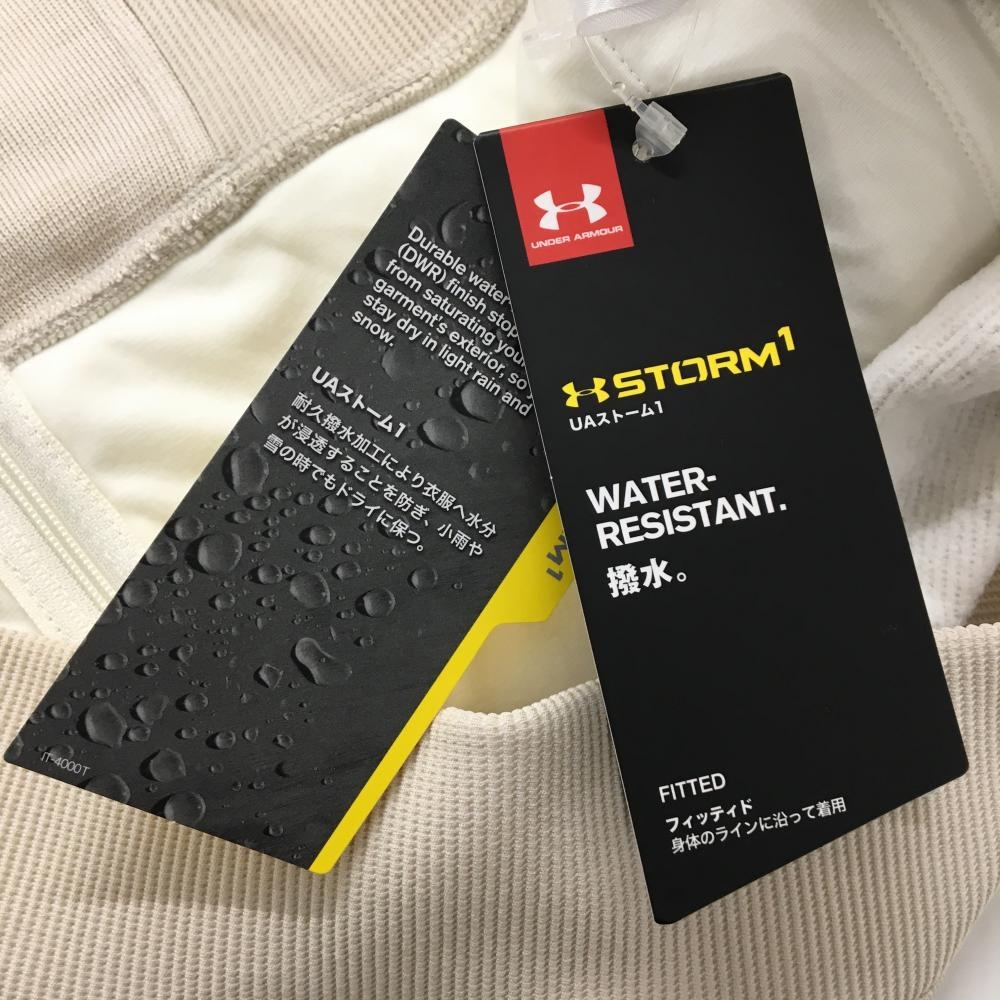 Durable water
(DWR) finish stop
from saturating you
garment's exterior, so
stay dry in light rain and
snow.
UAストーム1
耐久撥水加工により衣服へ水分
が浸透することを防ぎ、小雨や
雪の時でもドライに保つ。
IT-4000T
M1
UNDER ARMOUR
STORM1
UAストーム1
WATER-
RESISTANT.
撥水。
FITTED
フィッティド
身体のラインに沿って着用